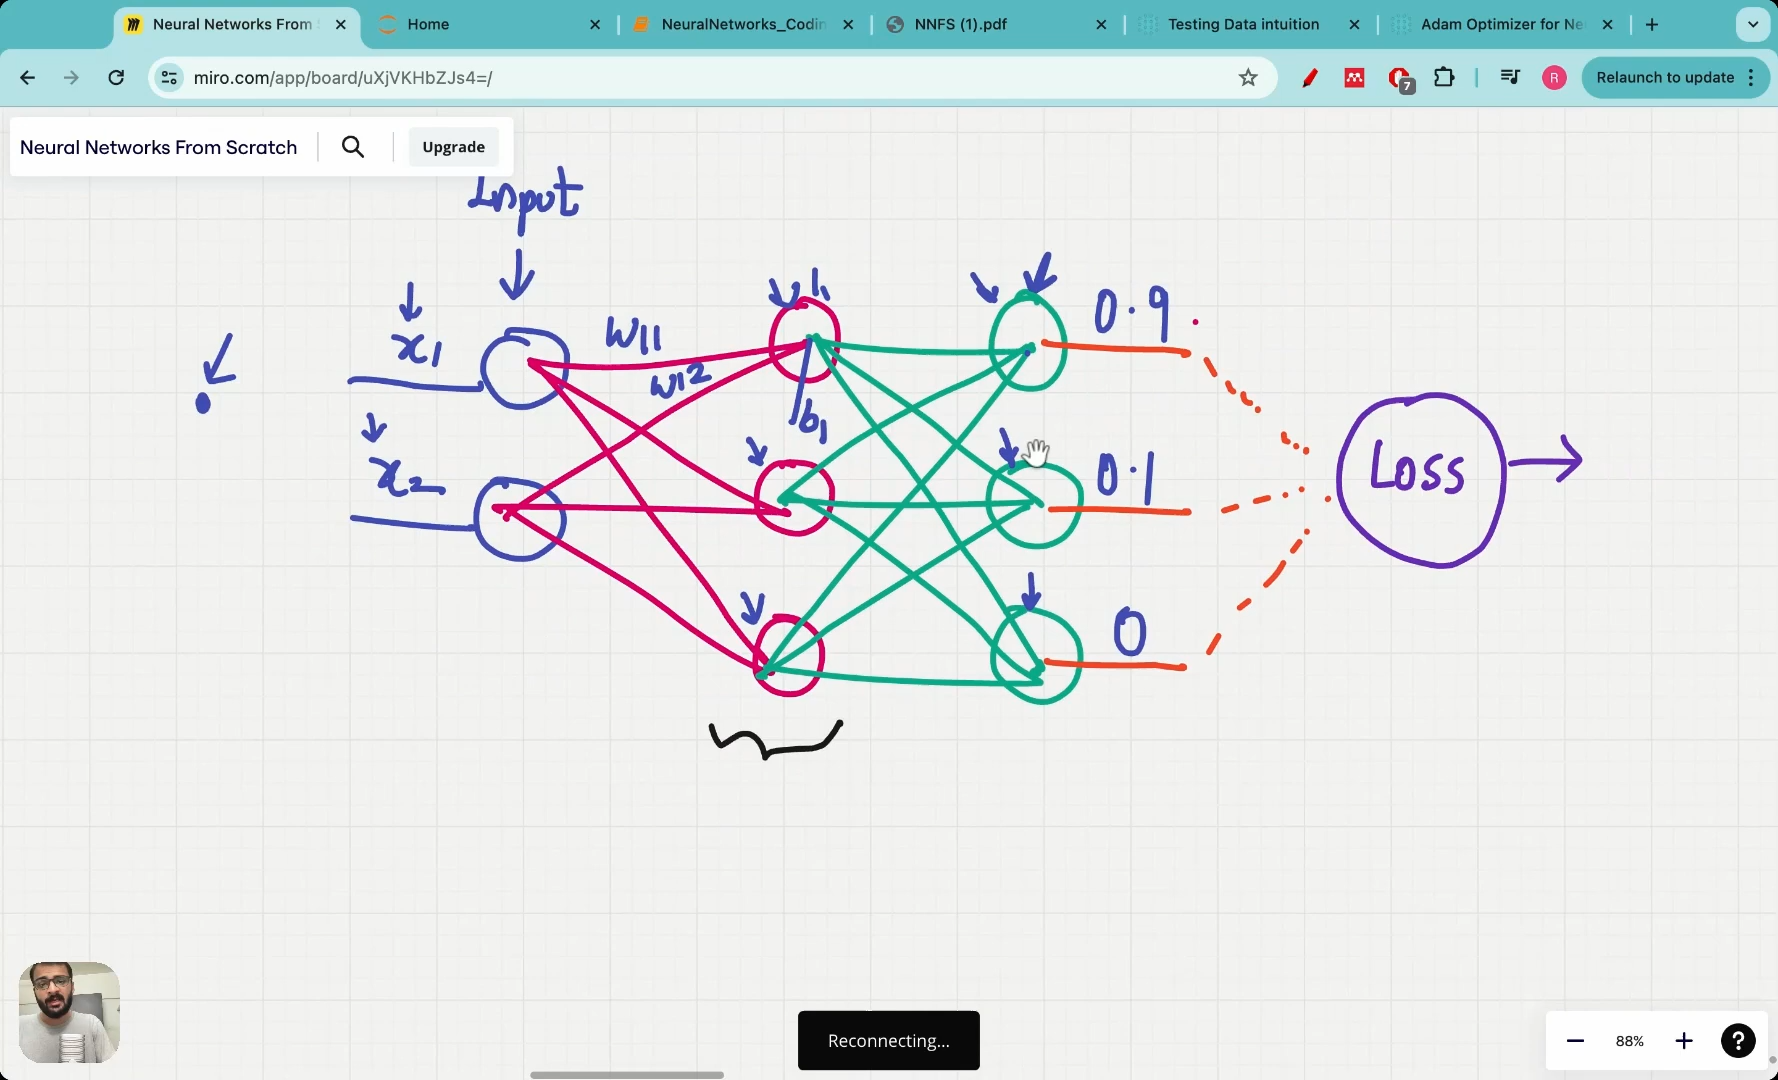 Neural Networks From S
Home
NeuralNetworks_Codin
NNFS (1).pdf
Testing Data intuition
Adam Optimizer for Ne
miro.com/app/board/uXjVKHbZJs4=/
7
R
Relaunch to update
Neural Networks From Scratch
Upgrade
Input
x1
W11
W12
1,
b1
x2
0.9
0.1
0
Loss
Reconnecting...
88%
?